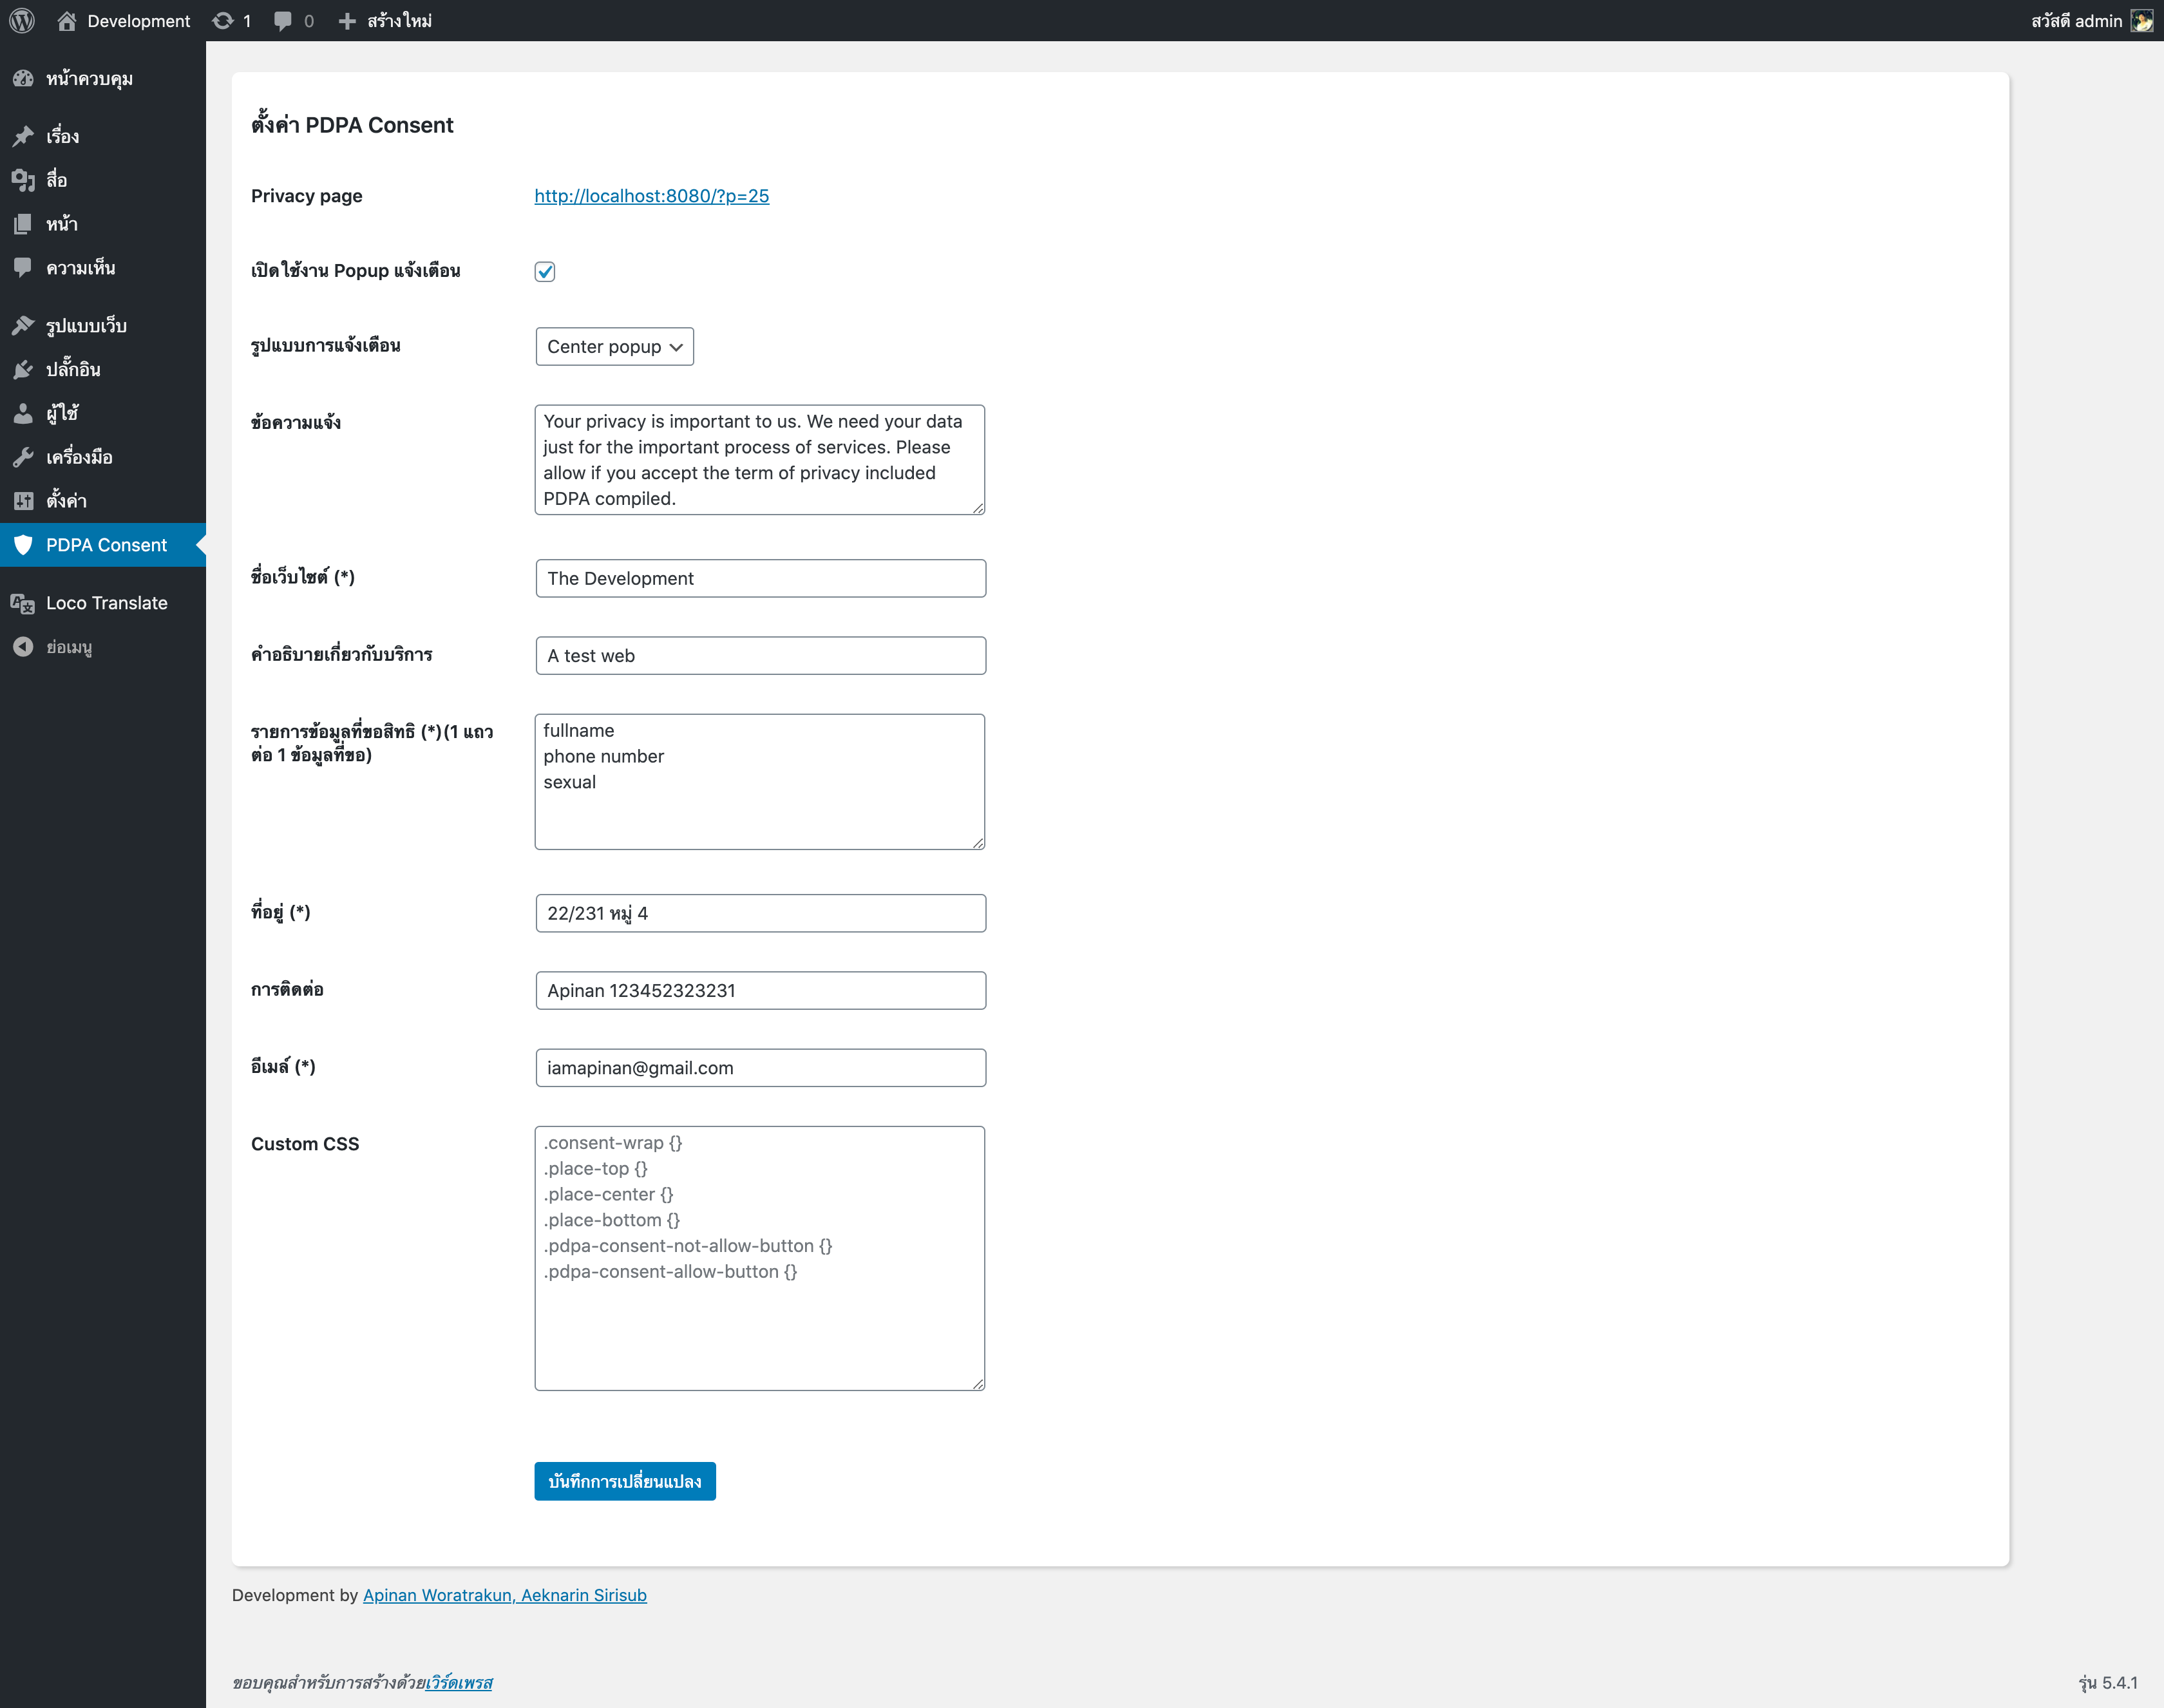 Development 1 0 สร้างใหม่ สวัสดี admin
หน้าควบคุม
เรื่อง
สื่อ
หน้า
ความเห็น
รูปแบบเว็บ
ปลั๊กอิน
ผู้ใช้
เครื่องมือ
ตั้งค่า
PDPA Consent
Loco Translate
ย่อเมนู
ตั้งค่า PDPA Consent
Privacy page http://localhost:8080/?p=25
เปิดใช้งาน Popup แจ้งเตือน
รูปแบบการแจ้งเตือน Center popup
ข้อความแจ้ง
Your privacy is important to us. We need your data
just for the important process of services. Please
allow if you accept the term of privacy included
PDPA compiled.
ชื่อเว็บไซต์ (*) The Development
คำอธิบายเกี่ยวกับบริการ A test web
รายการข้อมูลที่ขอสิทธิ (*)(1 แถว
ต่อ 1 ข้อมูลที่ขอ)
fullname
phone number
sexual
ที่อยู่ (*) 22/231 หมู่ 4
การติดต่อ Apinan 123452323231
อีเมล์ (*) iamapinan@gmail.com
Custom CSS
.consent-wrap {}
.place-top {}
.place-center {}
.place-bottom {}
.pdpa-consent-not-allow-button {}
.pdpa-consent-allow-button {}
บันทึกการเปลี่ยนแปลง
Development by Apinan Woratrakun, Aeknarin Sirisub
ขอบคุณสำหรับการสร้างด้วยเวิร์ดเพรส รุ่น 5.4.1